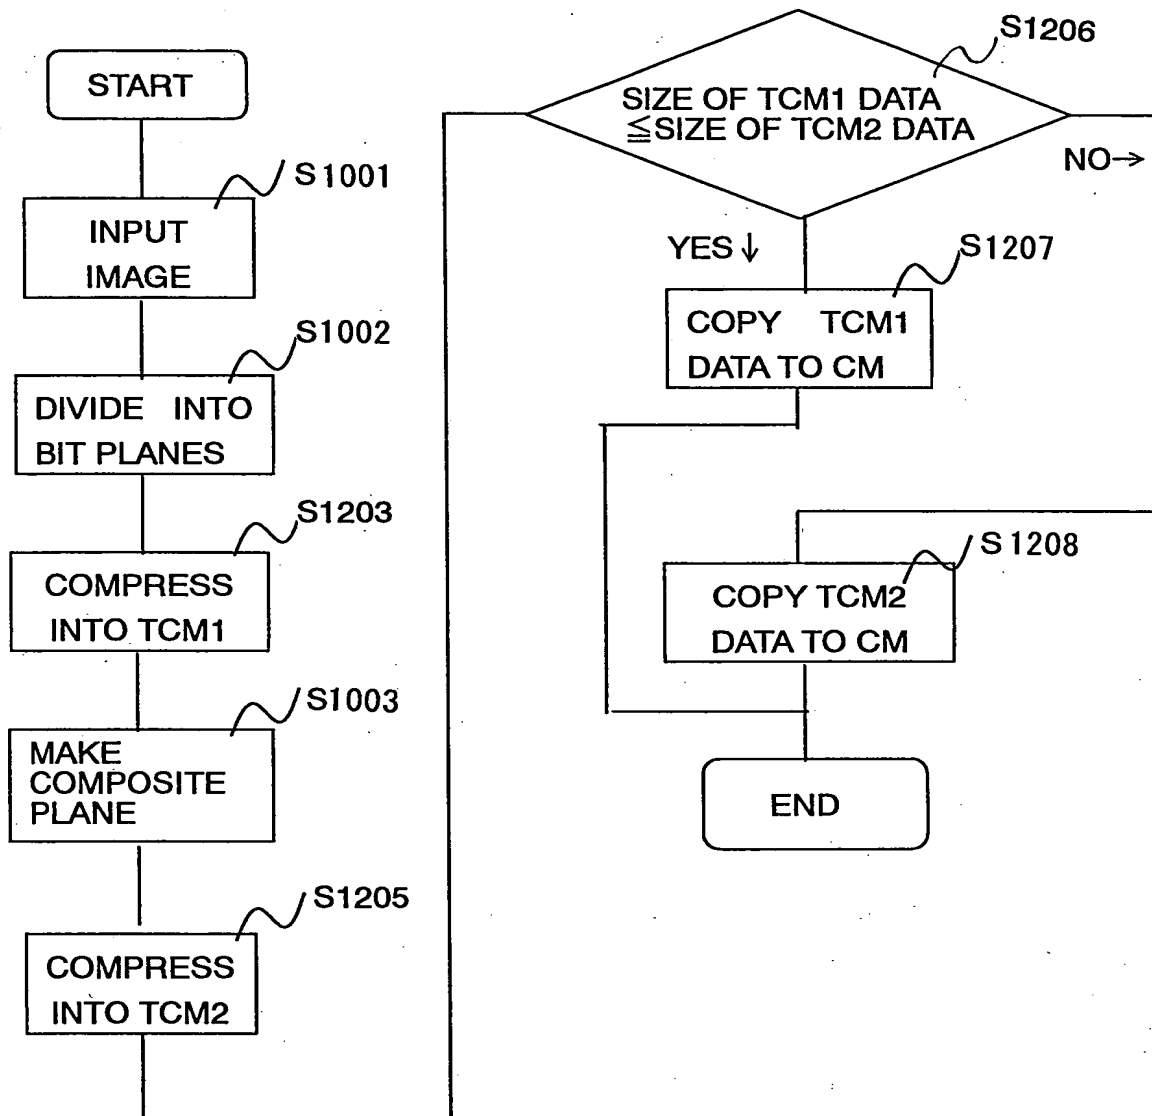 START
S1001
INPUT
IMAGE
S1002
DIVIDE INTO
BIT PLANES
S1203
COMPRESS
INTO TCM1
S1003
MAKE
COMPOSITE
PLANE
S1205
COMPRESS
INTO TCM2
S1206
SIZE OF TCM1 DATA
≦SIZE OF TCM2 DATA
NO→
YES↓
S1207
COPY TCM1
DATA TO CM
S1208
COPY TCM2
DATA TO CM
END